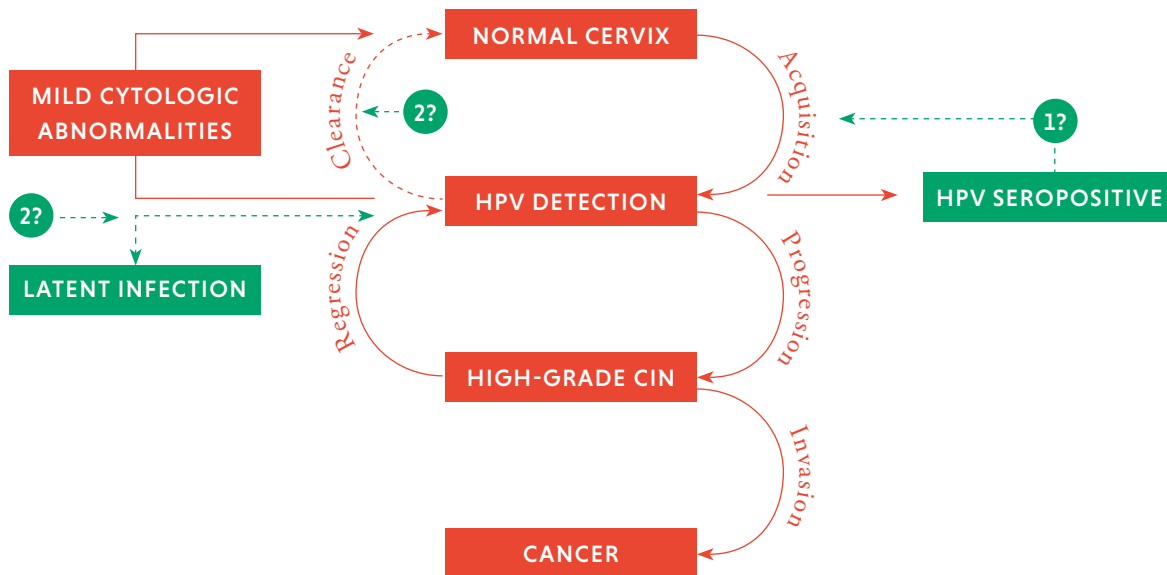 NORMAL CERVIX
MILD CYTOLOGIC
ABNORMALITIES
Clearance
2?
Acquisition
1?
HPV DETECTION
HPV SEROPOSITIVE
2?
LATENT INFECTION
Regression
Progression
HIGH-GRADE CIN
Invasion
CANCER